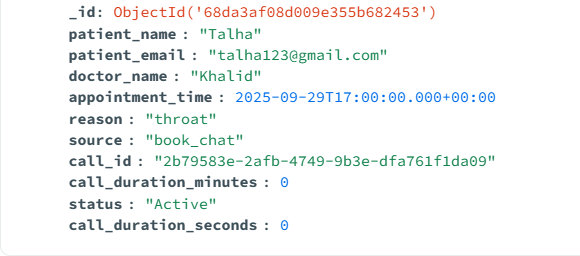 _id: ObjectId('68da3af08d009e355b682453')
patient_name : "Talha"
patient_email : "talha123@gmail.com"
doctor_name : "Khalid"
appointment_time : 2025-09-29T17:00:00.000+00:00
reason : "throat"
source : "book_chat"
call_id : "2b79583e-2afb-4749-9b3e-dfa761f1da09"
call_duration_minutes : 0
status : "Active"
call_duration_seconds : 0